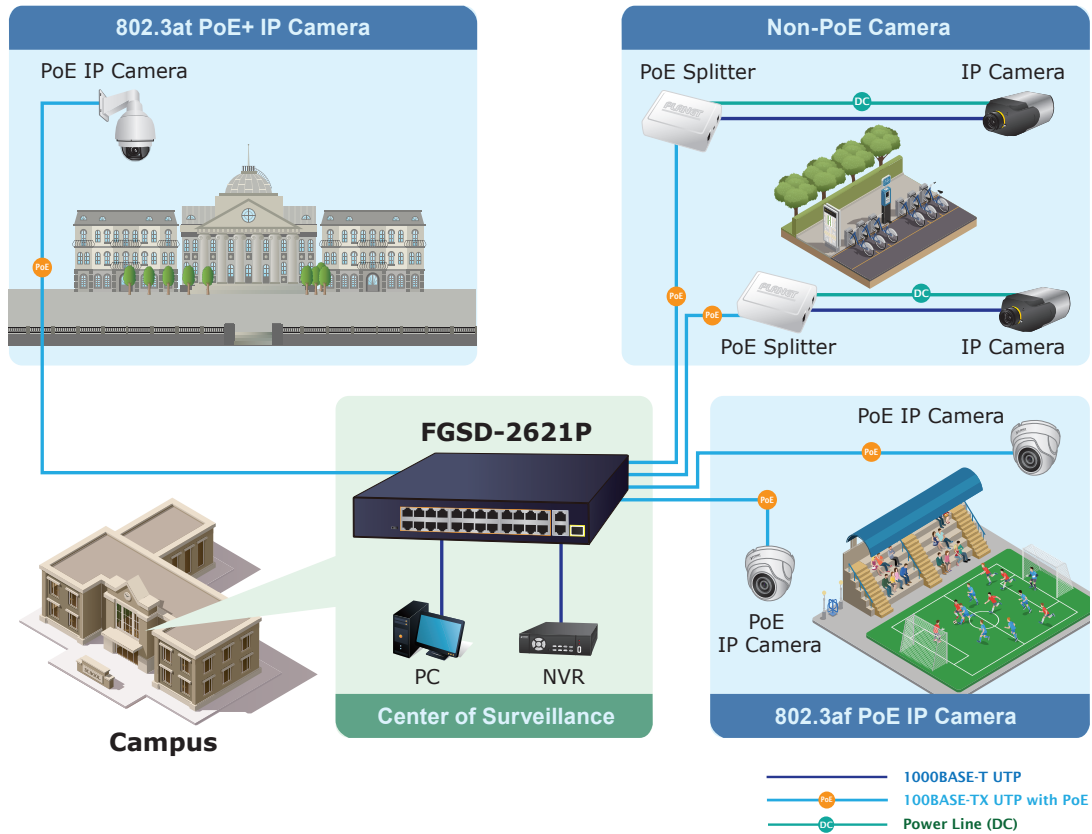 802.3at PoE+ IP Camera
PoE IP Camera
PoE
Non-PoE Camera
PoE Splitter
IP Camera
DC
PLANET
PoE
PoE
PLANET
DC
PoE Splitter
IP Camera
FGSD-2621P
PC
NVR
Center of Surveillance
Campus
PoE IP Camera
PoE
PoE
PoE
IP Camera
802.3af PoE IP Camera
1000BASE-T UTP
PoE
100BASE-TX UTP with PoE
DC
Power Line (DC)